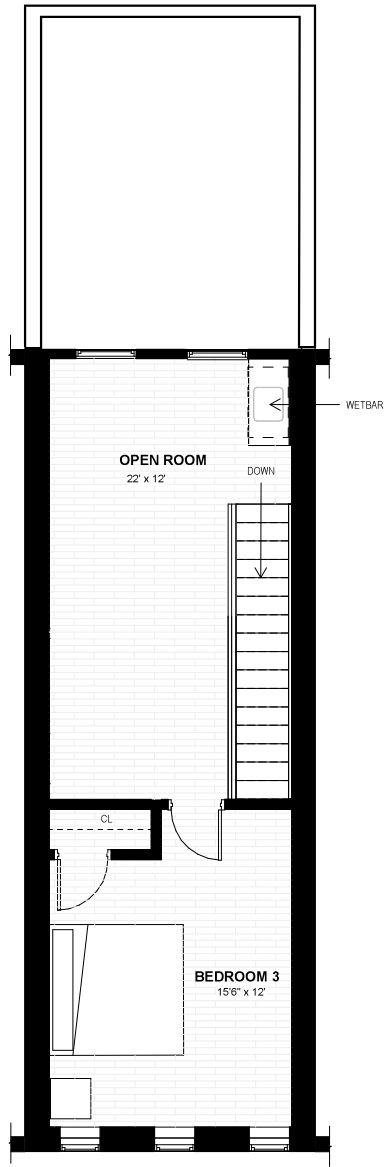 WETBAR
OPEN ROOM
22' x 12'
DOWN
CL
BEDROOM 3
15'6" x 12'